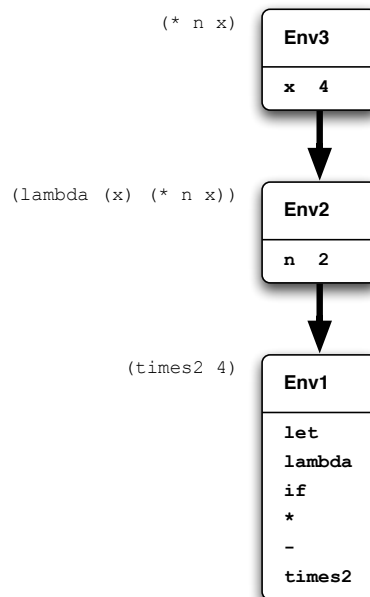 (* n x)
Env3
x 4
(lambda (x) (* n x))
Env2
n 2
(times2 4)
Env1
let
lambda
if
*
-
times2